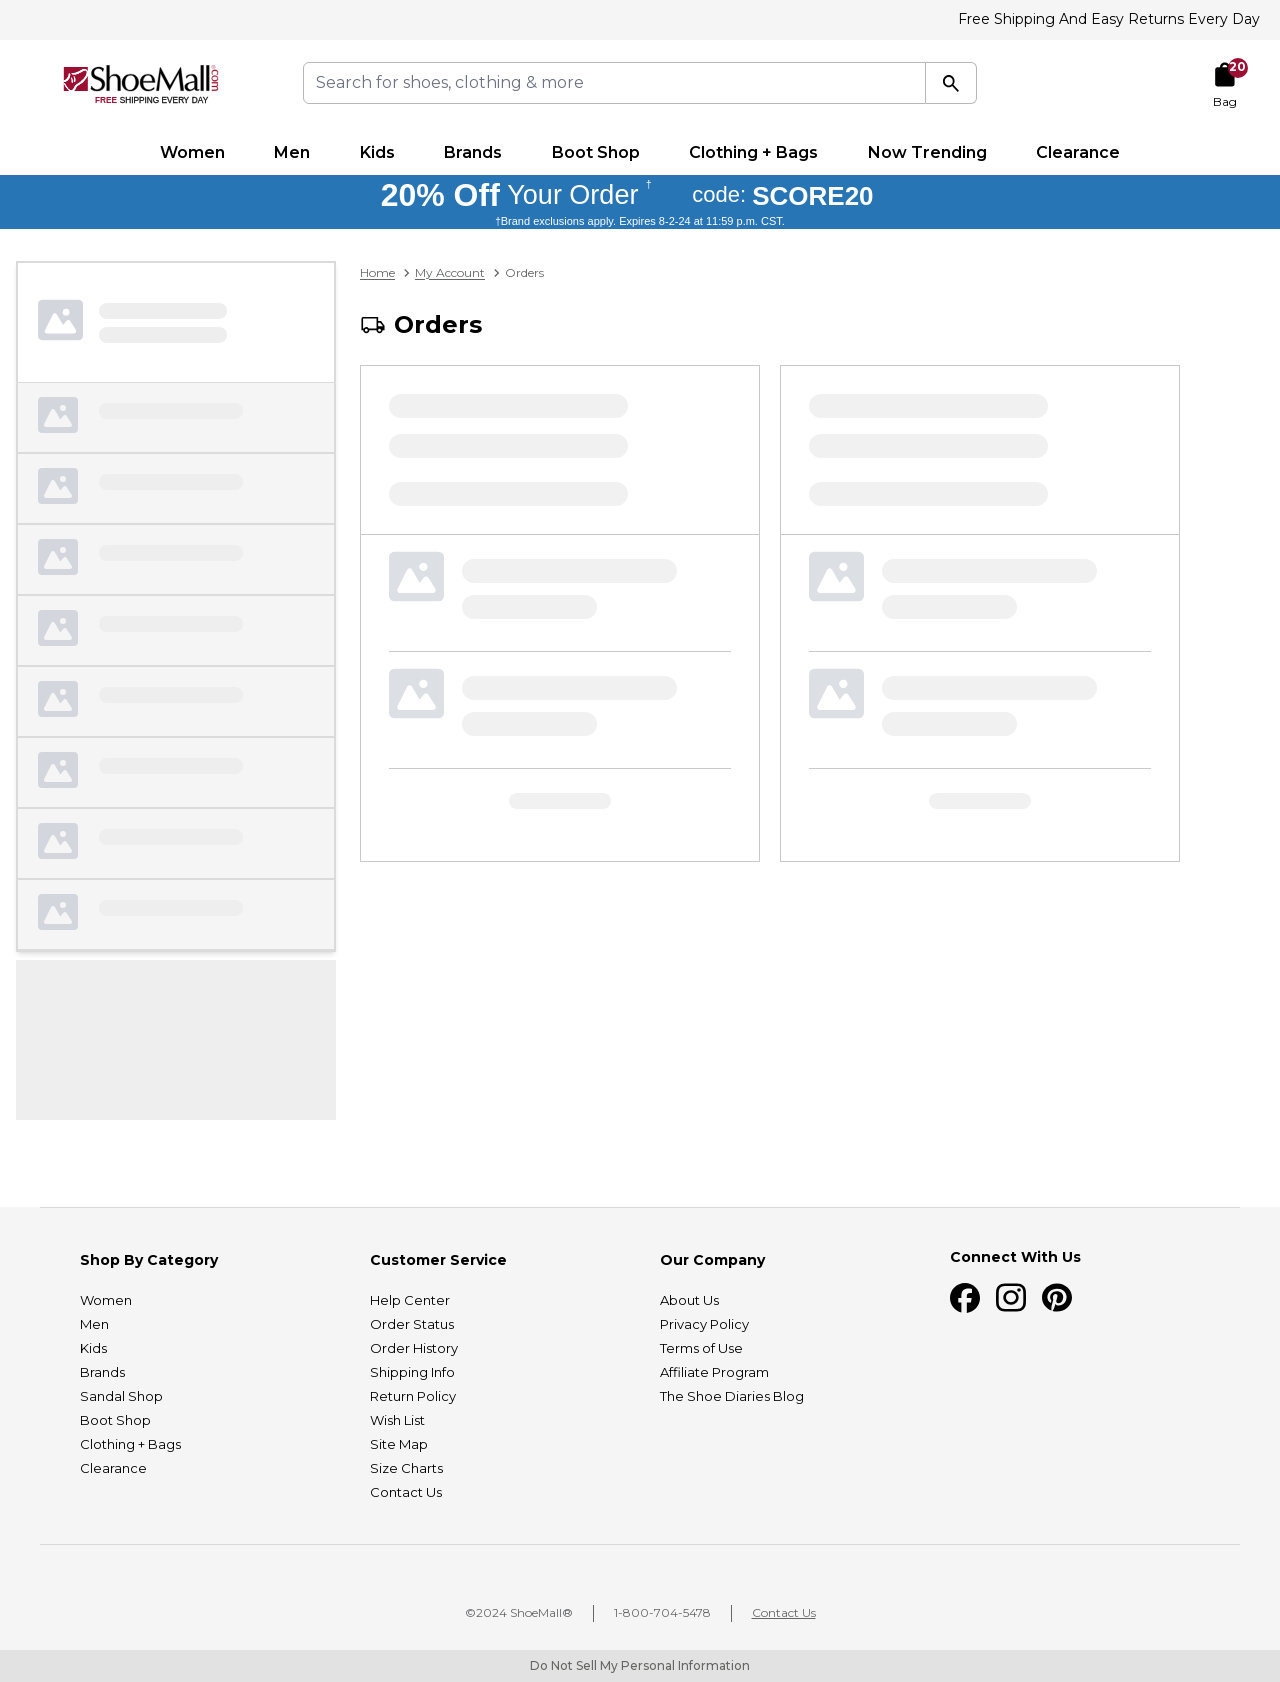 Free Shipping And Easy Returns Every Day
ShoeMall®.com
FREE SHIPPING EVERY DAY
Search for shoes, clothing & more
20
Bag
Women Men Kids Brands Boot Shop Clothing + Bags Now Trending Clearance
20% Off Your Order † code: SCORE20
†Brand exclusions apply. Expires 8-2-24 at 11:59 p.m. CST.
Home > My Account > Orders
Orders
Shop By Category
Women
Men
Kids
Brands
Sandal Shop
Boot Shop
Clothing + Bags
Clearance
Customer Service
Help Center
Order Status
Order History
Shipping Info
Return Policy
Wish List
Site Map
Size Charts
Contact Us
Our Company
About Us
Privacy Policy
Terms of Use
Affiliate Program
The Shoe Diaries Blog
Connect With Us
©2024 ShoeMall® | 1-800-704-5478 | Contact Us
Do Not Sell My Personal Information